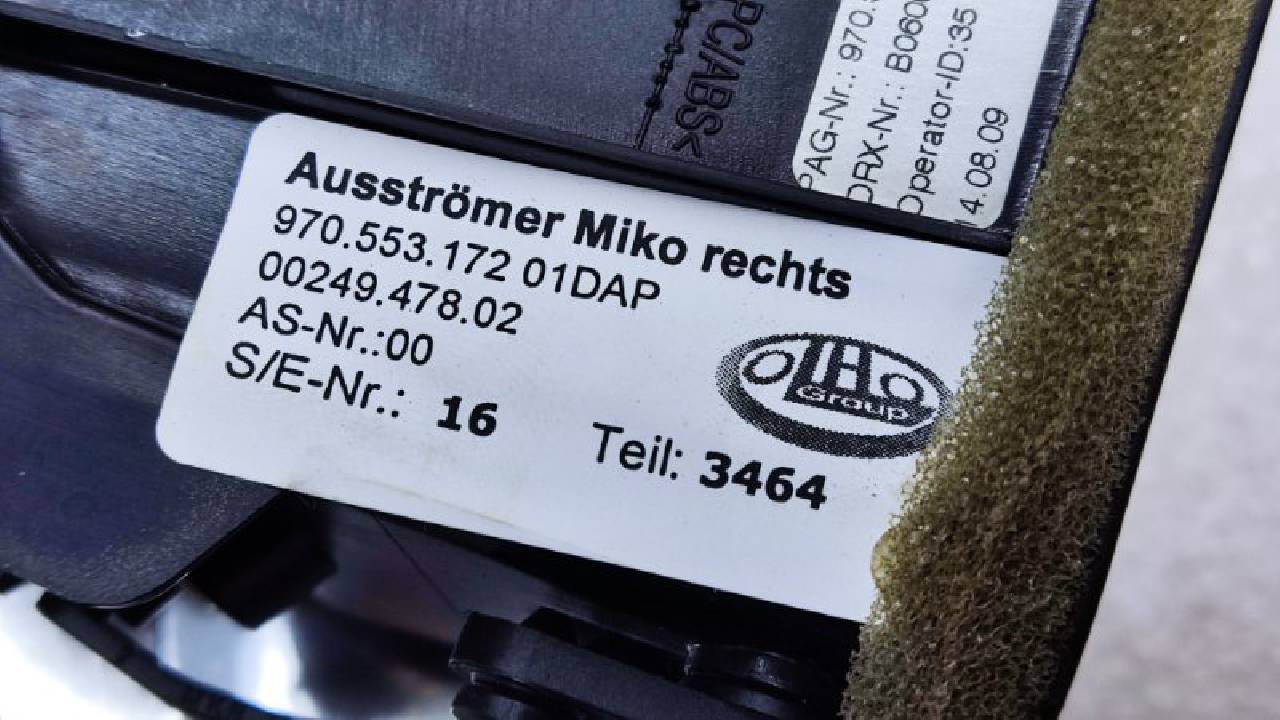 PC/ABS<
PAG-Nr.: 970.
DRX-Nr.: B060
Operator-ID:35
14.08.09
Ausströmer Miko rechts
970.553.172 01DAP
00249.478.02
AS-Nr.:00
S/E-Nr.: 16 Teil: 3464
OLHO
Group